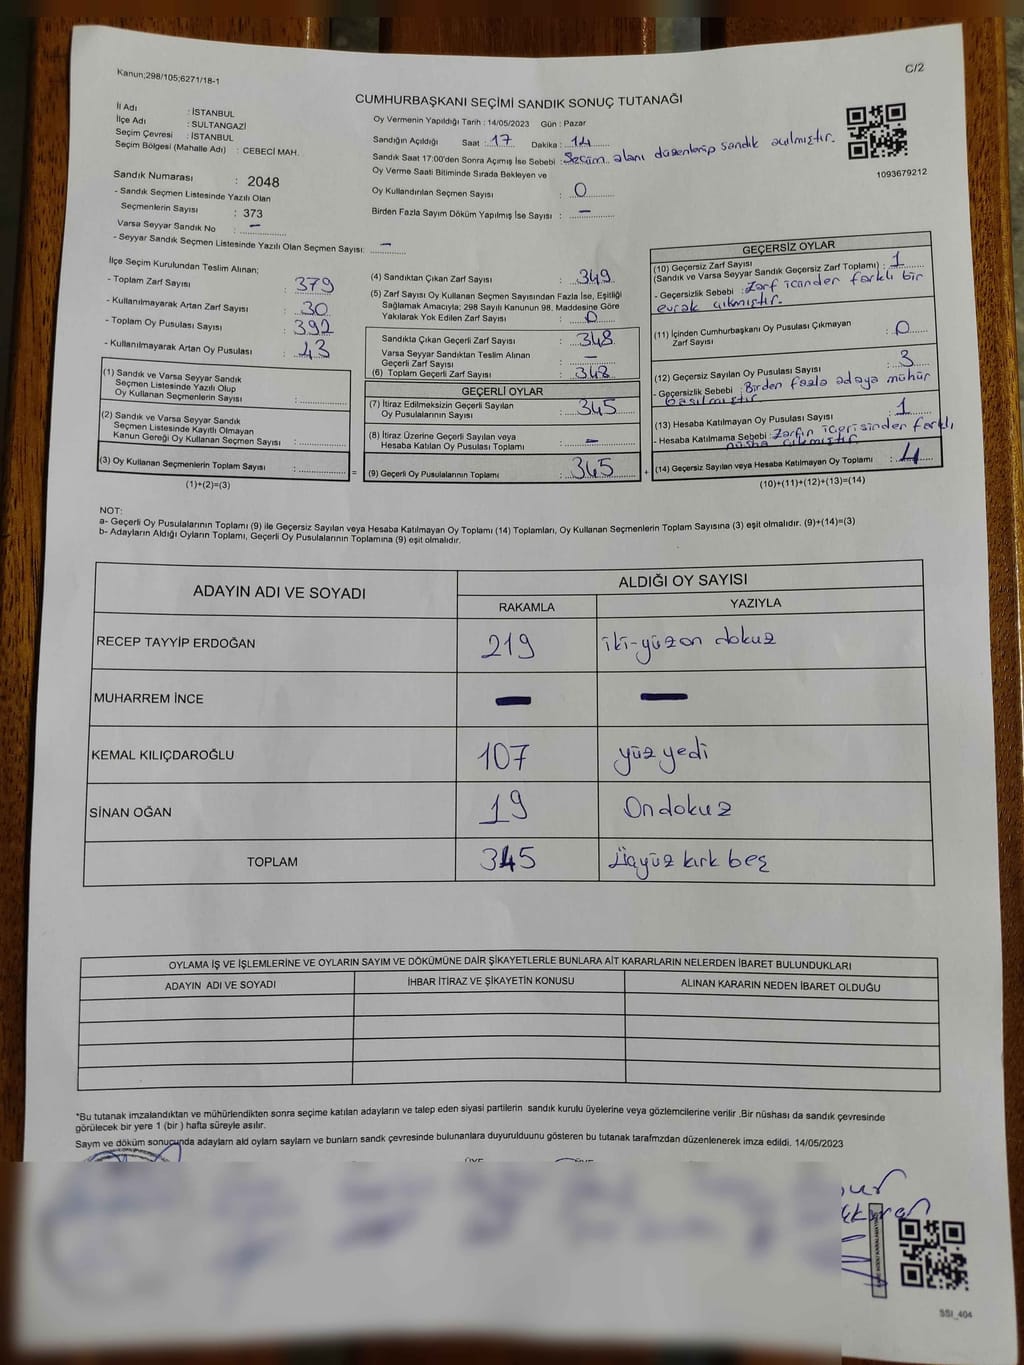 Kanun;298/105;6271/18-1
C/2
CUMHURBAŞKANI SEÇİMİ SANDIK SONUÇ TUTANAĞI
İl Adı : İSTANBUL
İlçe Adı : SULTANGAZİ
Seçim Çevresi : İSTANBUL
Seçim Bölgesi (Mahalle Adı) : CEBECİ MAH.
Sandık Numarası : 2048
- Sandık Seçmen Listesinde Yazılı Olan
Seçmenlerin Sayısı : 373
Varsa Seyyar Sandık No : —
- Seyyar Sandık Seçmen Listesinde Yazılı Olan Seçmen Sayısı: —
Oy Vermenin Yapıldığı Tarih : 14/05/2023 Gün : Pazar
Sandığın Açıldığı Saat : 17 Dakika : 14
Sandık Saat 17:00'den Sonra Açımış İse Sebebi : Seçim alanı düzenlenip sandık açılmıştır.
Oy Verme Saati Bitiminde Sırada Bekleyen ve
Oy Kullandırılan Seçmen Sayısı : 0
Birden Fazla Sayım Döküm Yapılmış İse Sayısı : —
1093679212
İlçe Seçim Kurulundan Teslim Alınan;
- Toplam Zarf Sayısı : 379
- Kullanılmayarak Artan Zarf Sayısı : 30
- Toplam Oy Pusulası Sayısı : 392
- Kullanılmayarak Artan Oy Pusulası : 43
(1) Sandık ve Varsa Seyyar Sandık
Seçmen Listesinde Yazılı Olup
Oy Kullanan Seçmenlerin Sayısı :
(2) Sandık ve Varsa Seyyar Sandık
Seçmen Listesinde Kayıtlı Olmayan
Kanun Gereği Oy Kullanan Seçmen Sayısı :
(3) Oy Kullanan Seçmenlerin Toplam Sayısı : =
(1)+(2)=(3)
(4) Sandıktan Çıkan Zarf Sayısı : 349
(5) Zarf Sayısı Oy Kullanan Seçmen Sayısından Fazla İse, Eşitliği
Sağlamak Amacıyla; 298 Sayılı Kanunun 98. Maddesine Göre
Yakılarak Yok Edilen Zarf Sayısı : 0
Sandıkta Çıkan Geçerli Zarf Sayısı : 348
Varsa Seyyar Sandıktan Teslim Alınan
Geçerli Zarf Sayısı : —
(6) Toplam Geçerli Zarf Sayısı : 348
GEÇERLİ OYLAR
(7) İtiraz Edilmeksizin Geçerli Sayılan
Oy Pusulalarının Sayısı : 345
(8) İtiraz Üzerine Geçerli Sayılan veya
Hesaba Katılan Oy Pusulası Toplamı : —
(9) Geçerli Oy Pusulalarının Toplamı : 345 +
GEÇERSİZ OYLAR
(10) Geçersiz Zarf Sayısı
(Sandık ve Varsa Seyyar Sandık Geçersiz Zarf Toplamı) : 1
- Geçersizlik Sebebi : Zarf içinden farklı bir
evrak çıkmıştır.
(11) İçinden Cumhurbaşkanı Oy Pusulası Çıkmayan
Zarf Sayısı : 0
(12) Geçersiz Sayılan Oy Pusulası Sayısı : 3
- Geçersizlik Sebebi : Birden fazla adaya mühür
basılmıştır
(13) Hesaba Katılmayan Oy Pusulası Sayısı : 1
- Hesaba Katılmama Sebebi : Zarfın içerisinden farklı
nüsha çıkmıştır
(14) Geçersiz Sayılan veya Hesaba Katılmayan Oy Toplamı : 4
(10)+(11)+(12)+(13)=(14)
NOT:
a- Geçerli Oy Pusulalarının Toplamı (9) ile Geçersiz Sayılan veya Hesaba Katılmayan Oy Toplamı (14) Toplamları, Oy Kullanan Seçmenlerin Toplam Sayısına (3) eşit olmalıdır. (9)+(14)=(3)
b- Adayların Aldığı Oyların Toplamı, Geçerli Oy Pusulalarının Toplamına (9) eşit olmalıdır.
ADAYIN ADI VE SOYADI
ALDIĞI OY SAYISI
RAKAMLA YAZIYLA
RECEP TAYYİP ERDOĞAN 219 iki-yüz on dokuz
MUHARREM İNCE — —
KEMAL KILIÇDAROĞLU 107 yüz yedi
SİNAN OĞAN 19 Ondokuz
TOPLAM 345 Üçyüz kırk beş
OYLAMA İŞ VE İŞLEMLERİNE VE OYLARIN SAYIM VE DÖKÜMÜNE DAİR ŞİKAYETLERLE BUNLARA AİT KARARLARIN NELERDEN İBARET BULUNDUKLARI
ADAYIN ADI VE SOYADI İHBAR İTİRAZ VE ŞİKAYETİN KONUSU ALINAN KARARIN NEDEN İBARET OLDUĞU
*Bu tutanak imzalandıktan ve mühürlendikten sonra seçime katılan adayların ve talep eden siyasi partilerin sandık kurulu üyelerine veya gözlemcilerine verilir .Bir nüshası da sandık çevresinde
görülecek bir yere 1 (bir ) hafta süreyle asılır.
Sayım ve döküm sonuçunda adayların ald oyların sayların ve bunların sandk çevresinde bulunanlara duyurulduunu gösteren bu tutanak tarafmzdan düzenlenerek imza edildi. 14/05/2023
SSI_404